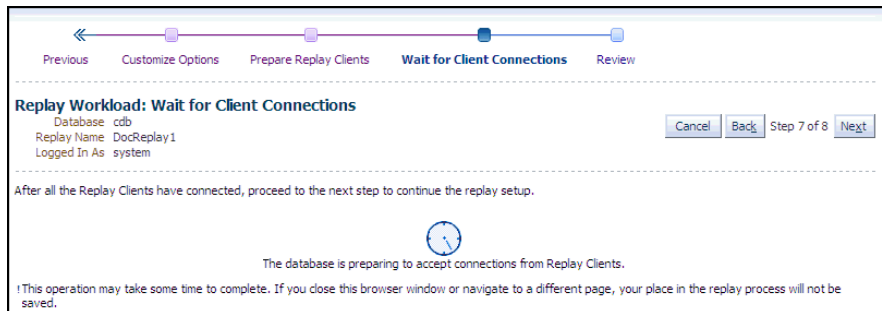 Previous Customize Options Prepare Replay Clients Wait for Client Connections Review
Replay Workload: Wait for Client Connections
Database cdb
Replay Name DocReplay1
Logged In As system
Cancel Back Step 7 of 8 Next
After all the Replay Clients have connected, proceed to the next step to continue the replay setup.
The database is preparing to accept connections from Replay Clients.
! This operation may take some time to complete. If you close this browser window or navigate to a different page, your place in the replay process will not be
saved.